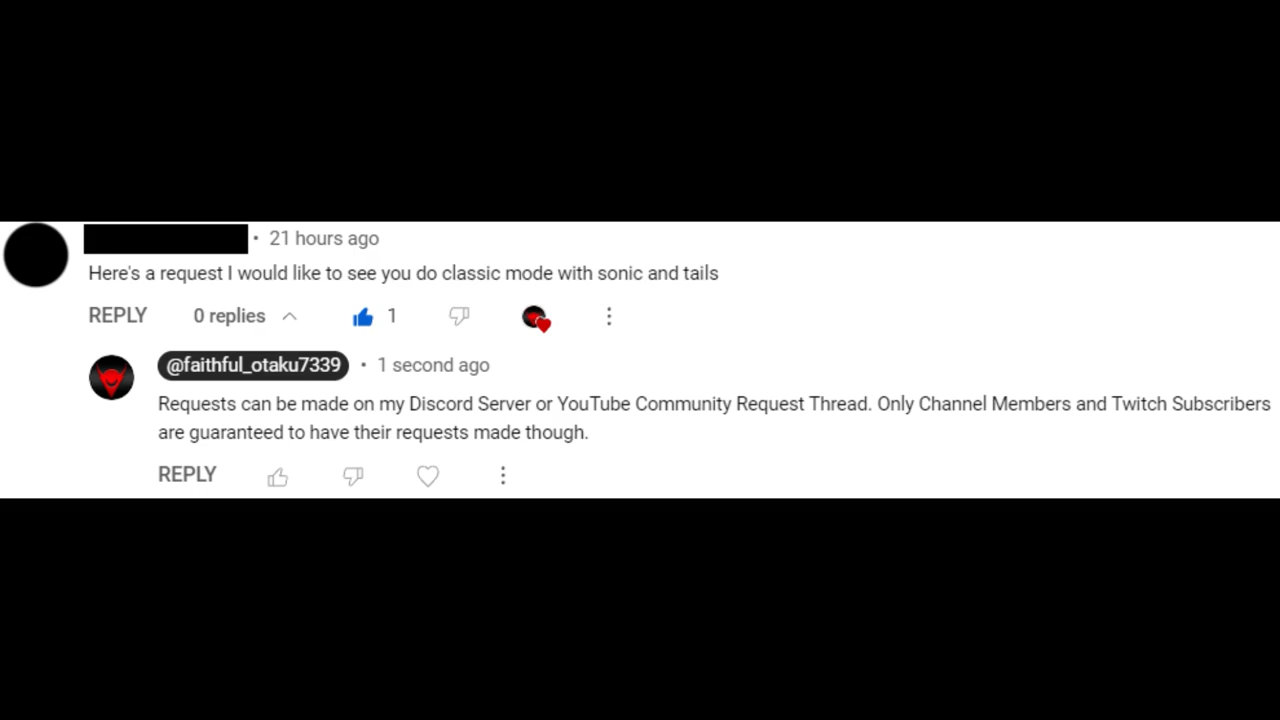 • 21 hours ago
Here's a request I would like to see you do classic mode with sonic and tails
REPLY 0 replies 1
@faithful_otaku7339 • 1 second ago
Requests can be made on my Discord Server or YouTube Community Request Thread. Only Channel Members and Twitch Subscribers
are guaranteed to have their requests made though.
REPLY